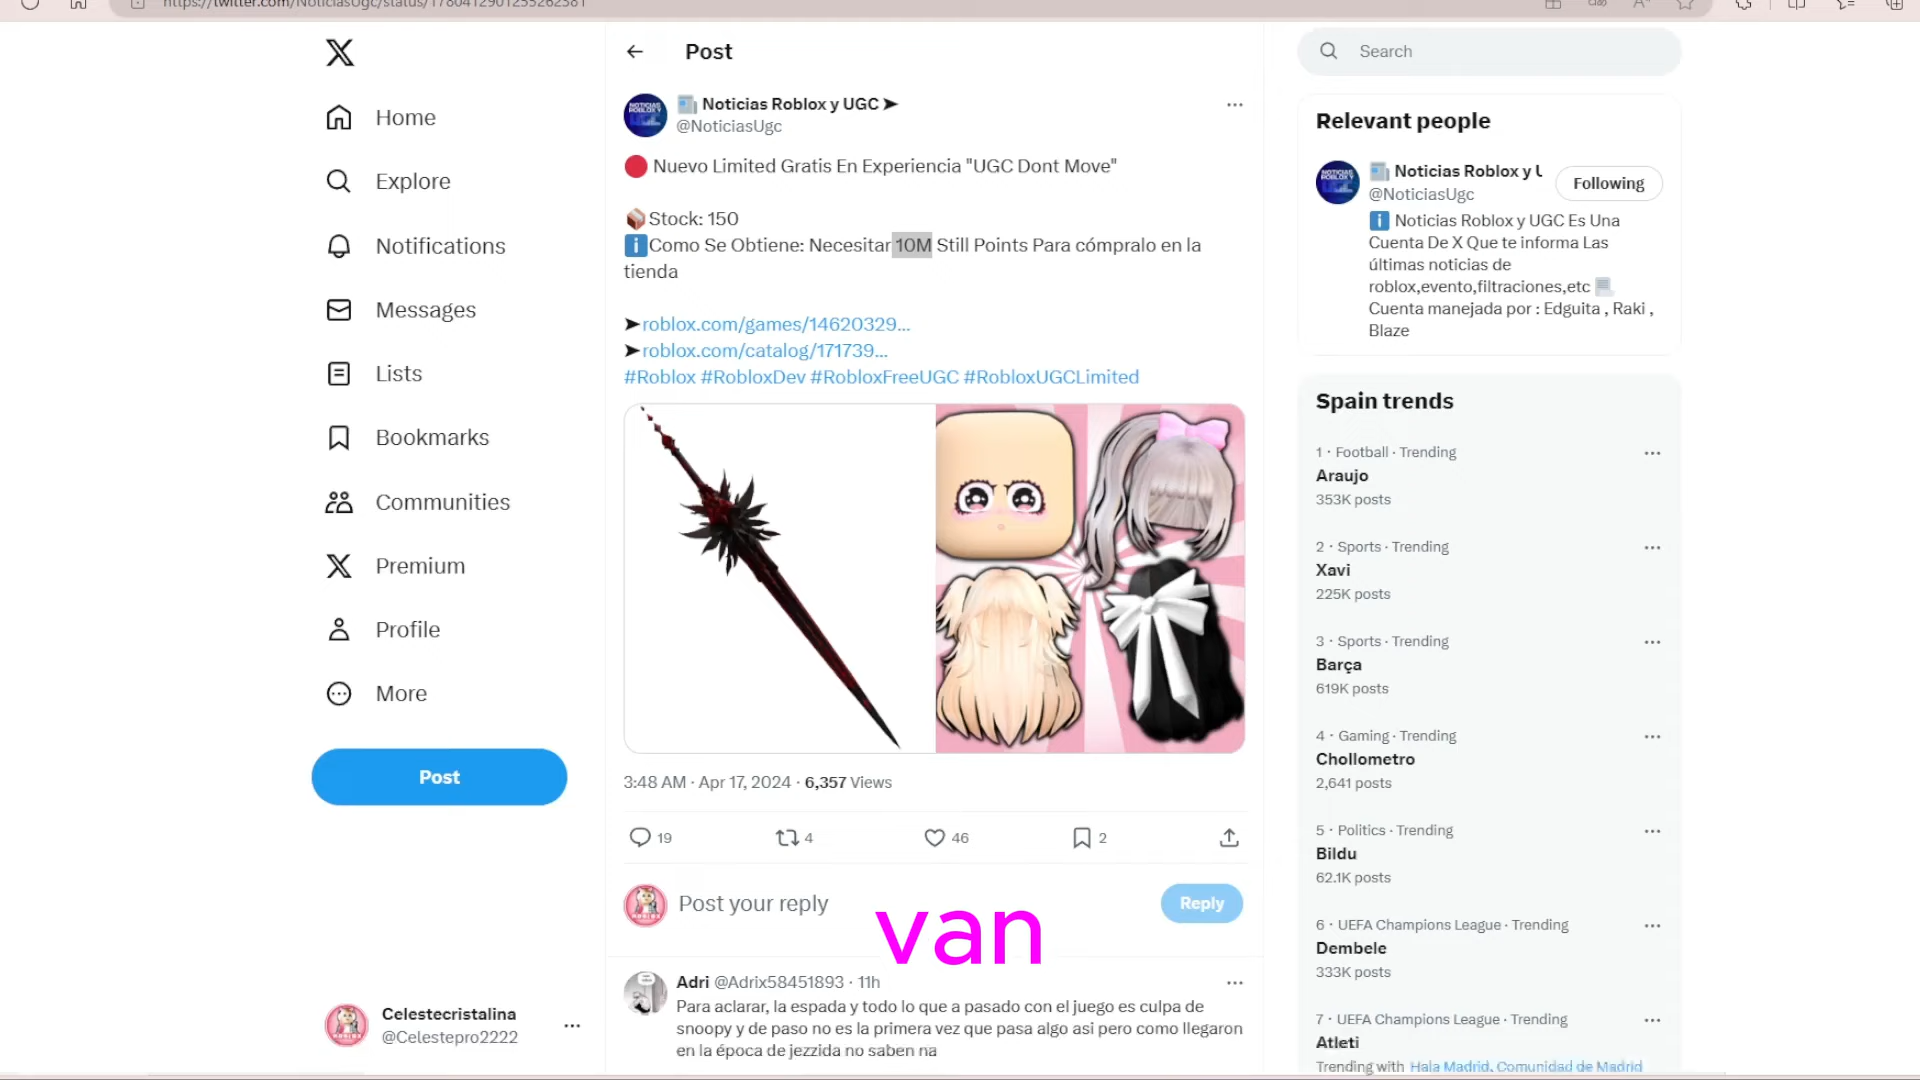 https://twitter.com/NoticiasUgc/status/1780412901255262581
Home
Explore
Notifications
Messages
Lists
Bookmarks
Communities
Premium
Profile
More
Post
Celestecristalina
@Celestepro2222
Post
Noticias Roblox y UGC ➤
@NoticiasUgc
Nuevo Limited Gratis En Experiencia "UGC Dont Move"
Stock: 150
Como Se Obtiene: Necesitar 10M Still Points Para cómpralo en la
tienda
➤roblox.com/games/14620329...
➤roblox.com/catalog/171739...
#Roblox #RobloxDev #RobloxFreeUGC #RobloxUGCLimited
3:48 AM · Apr 17, 2024 · 6,357 Views
19 4 46 2
Post your reply
Reply
van
Adri @Adrix58451893 · 11h
Para aclarar, la espada y todo lo que a pasado con el juego es culpa de
snoopy y de paso no es la primera vez que pasa algo asi pero como llegaron
en la época de jezzida no saben na
Search
Relevant people
Noticias Roblox y U
@NoticiasUgc
Following
Noticias Roblox y UGC Es Una
Cuenta De X Que te informa Las
últimas noticias de
roblox,evento,filtraciones,etc
Cuenta manejada por : Edguita , Raki ,
Blaze
Spain trends
1 · Football · Trending
Araujo
353K posts
2 · Sports · Trending
Xavi
225K posts
3 · Sports · Trending
Barça
619K posts
4 · Gaming · Trending
Chollometro
2,641 posts
5 · Politics · Trending
Bildu
62.1K posts
6 · UEFA Champions League · Trending
Dembele
333K posts
7 · UEFA Champions League · Trending
Atleti
Trending with Hala Madrid, Comunidad de Madrid